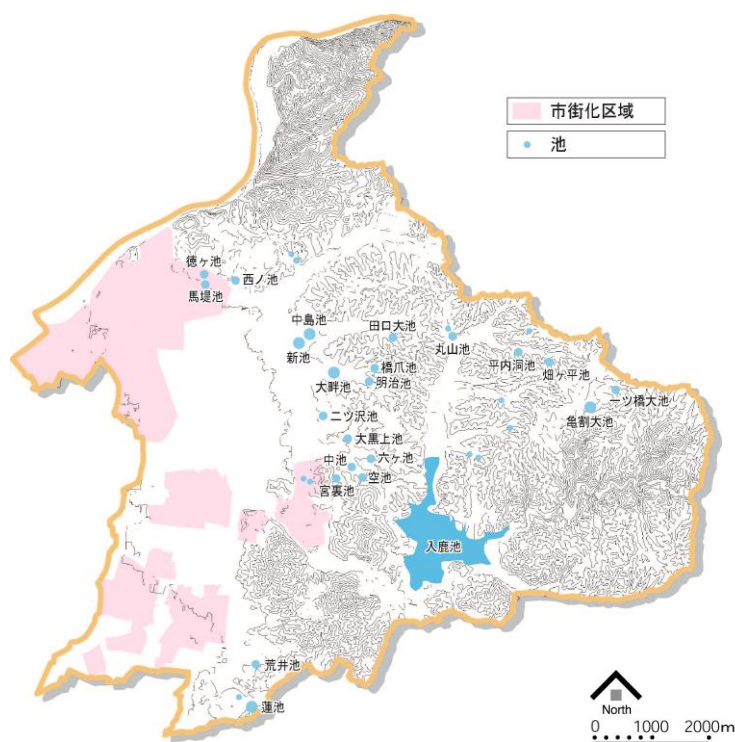 市街化区域
池
徳ヶ池
西ノ池
馬堤池
中島池
田口大池
新池
丸山池
平内洞池
橋爪池
畑ヶ平池
大畔池
明治池
一ツ橋大池
二ツ沢池
亀割大池
大黒上池
六ヶ池
中池
宮裏池
空池
入鹿池
荒井池
蓮池
North
0 1000 2000m